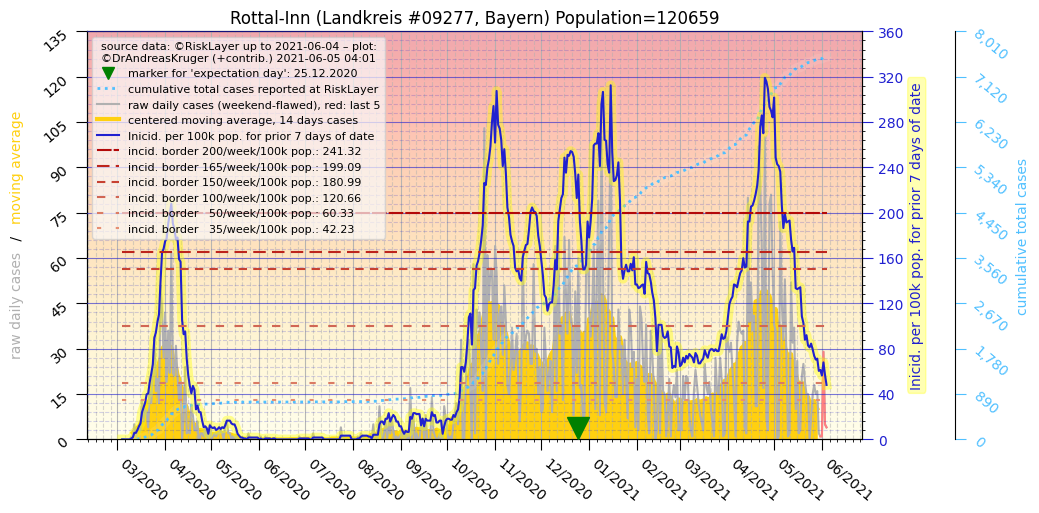 Rottal-Inn (Landkreis #09277, Bayern) Population=120659
source data: ©RiskLayer up to 2021-06-04 – plot:
©DrAndreasKruger (+contrib.) 2021-06-05 04:01
marker for 'expectation day': 25.12.2020
cumulative total cases reported at RiskLayer
raw daily cases (weekend-flawed), red: last 5
centered moving average, 14 days cases
Inicid. per 100k pop. for prior 7 days of date
incid. border 200/week/100k pop.: 241.32
incid. border 165/week/100k pop.: 199.09
incid. border 150/week/100k pop.: 180.99
incid. border 100/week/100k pop.: 120.66
incid. border   50/week/100k pop.: 60.33
incid. border   35/week/100k pop.: 42.23
raw daily cases  /  moving average
135
120
105
90
75
60
45
30
15
0
03/2020
04/2020
05/2020
06/2020
07/2020
08/2020
09/2020
10/2020
11/2020
12/2020
01/2021
02/2021
03/2021
04/2021
05/2021
06/2021
360
320
280
240
200
160
120
80
40
0
Inicid. per 100k pop. for prior 7 days of date
8,010
7,120
6,230
5,340
4,450
3,560
2,670
1,780
890
0
cumulative total cases